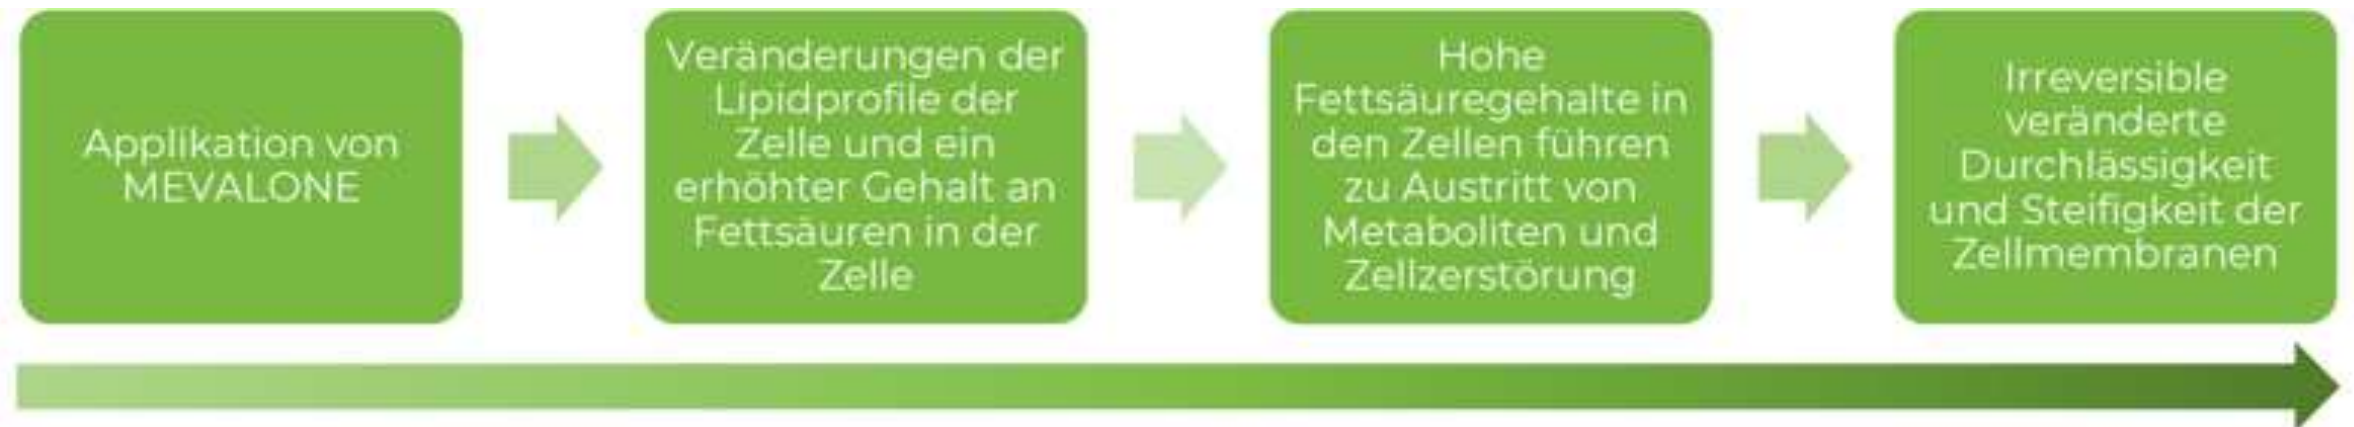 Applikation von
MEVALONE
Veränderungen der
Lipidprofile der
Zelle und ein
erhöhter Gehalt an
Fettsäuren in der
Zelle
Hohe
Fettsäuregehalte in
den Zellen führen
zu Austritt von
Metaboliten und
Zellzerstörung
Irreversible
veränderte
Durchlässigkeit
und Steifigkeit der
Zellmembranen